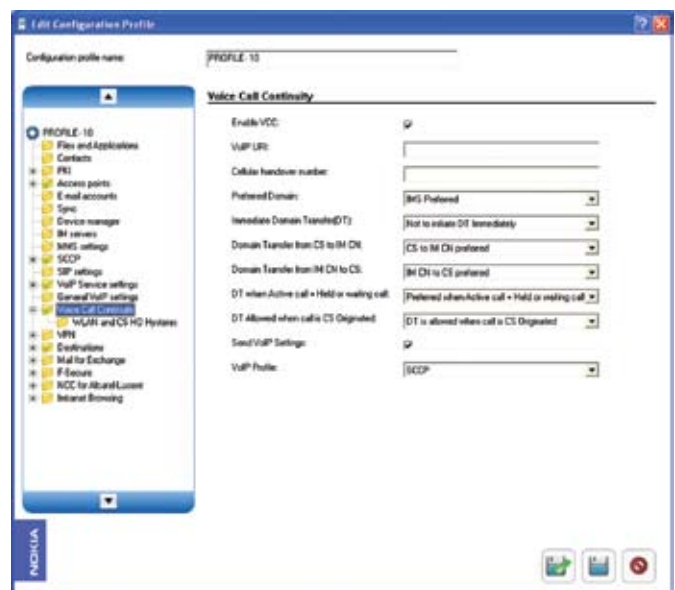 Edit Configuration Profile
Configuration profile name:
PROFILE-10
PROFILE-10
Files and Applications
Contacts
PKI
Access points
E-mail accounts
Sync
Device manager
IM servers
MMS settings
SCCP
SIP settings
VoIP Service settings
General VoIP settings
Voice Call Continuity
WLAN and CS HO Hysteres
VPN
Destinations
Mail for Exchange
F-Secure
NCC for Alcatel-Lucent
Intranet Browsing
Voice Call Continuity
Enable VCC:
VoIP URI:
Cellular handover number:
Preferred Domain:
IMS Preferred
Immediate Domain Transfer(DT):
Not to initiate DT Immediately
Domain Transfer from CS to IM CN:
CS to IM CN preferred
Domain Transfer from IM CN to CS:
IM CN to CS preferred
DT when Active call + Held or waiting call:
Preferred when Active call + Held or waiting call
DT Allowed when call is CS Originated:
DT is allowed when call is CS Originated
Send VoIP Settings:
VoIP Profile:
SCCP
NOKIA